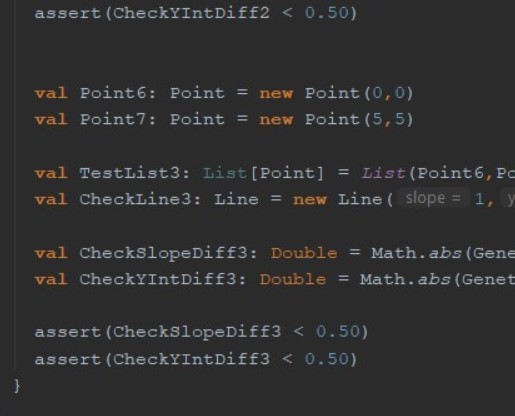 assert(CheckYIntDiff2 < 0.50)
val Point6: Point = new Point(0,0)
val Point7: Point = new Point(5,5)
val TestList3: List[Point] = List(Point6,Po
val CheckLine3: Line = new Line( slope = 1, y
val CheckSlopeDiff3: Double = Math.abs(Gene
val CheckYIntDiff3: Double = Math.abs(Genet
assert(CheckSlopeDiff3 < 0.50)
assert(CheckYIntDiff3 < 0.50)
}